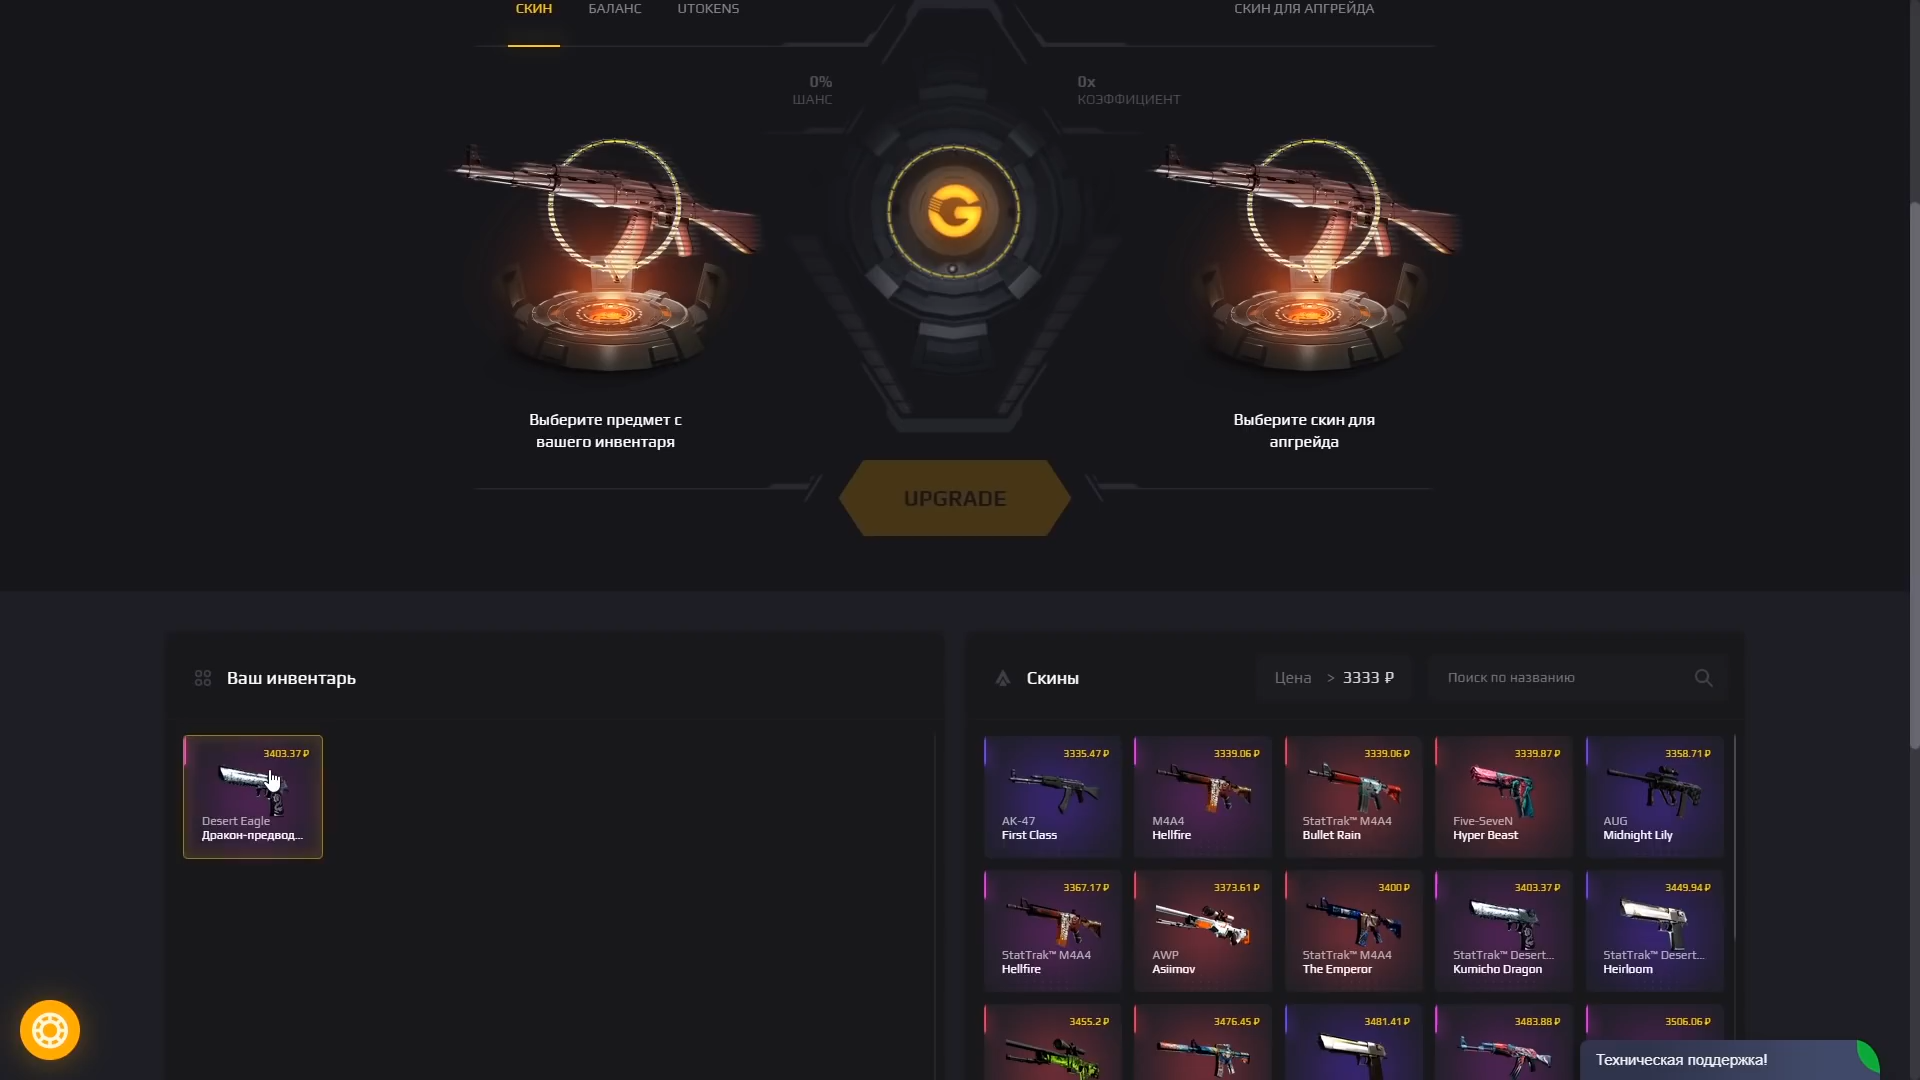 СКИН
БАЛАНС
UTOKENS
СКИН ДЛЯ АПГРЕЙДА
0%
ШАНС
0x
КОЭФФИЦИЕНТ
Выберите предмет с
вашего инвентаря
Выберите скин для
апгрейда
UPGRADE
Ваш инвентарь
3403.37 ₽
Desert Eagle
Дракон-предвод...
Скины
Цена > 3333 ₽
Поиск по названию
3335.47 ₽
AK-47
First Class
3339.06 ₽
M4A4
Hellfire
3339.06 ₽
StatTrak™ M4A4
Bullet Rain
3339.87 ₽
Five-SeveN
Hyper Beast
3358.71 ₽
AUG
Midnight Lily
3367.17 ₽
StatTrak™ M4A4
Hellfire
3373.61 ₽
AWP
Asiimov
3400 ₽
StatTrak™ M4A4
The Emperor
3403.37 ₽
StatTrak™ Desert...
Kumicho Dragon
3449.94 ₽
StatTrak™ Desert...
Heirloom
3455.2 ₽
3476.45 ₽
3481.41 ₽
3483.88 ₽
3506.06 ₽
Техническая поддержка!